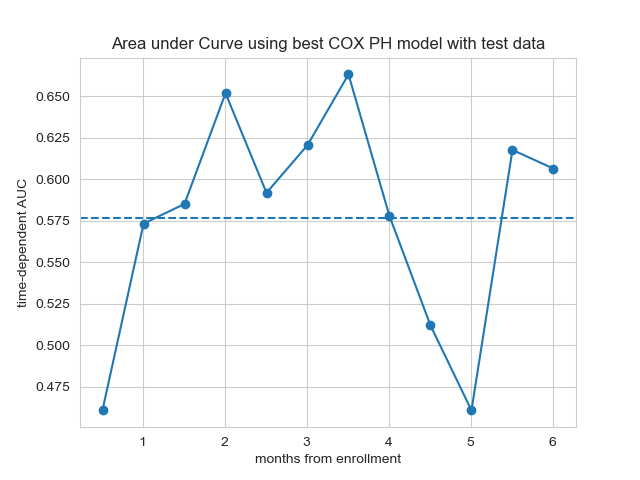 Area under Curve using best COX PH model with test data
time-dependent AUC
0.650
0.625
0.600
0.575
0.550
0.525
0.500
0.475
1 2 3 4 5 6
months from enrollment